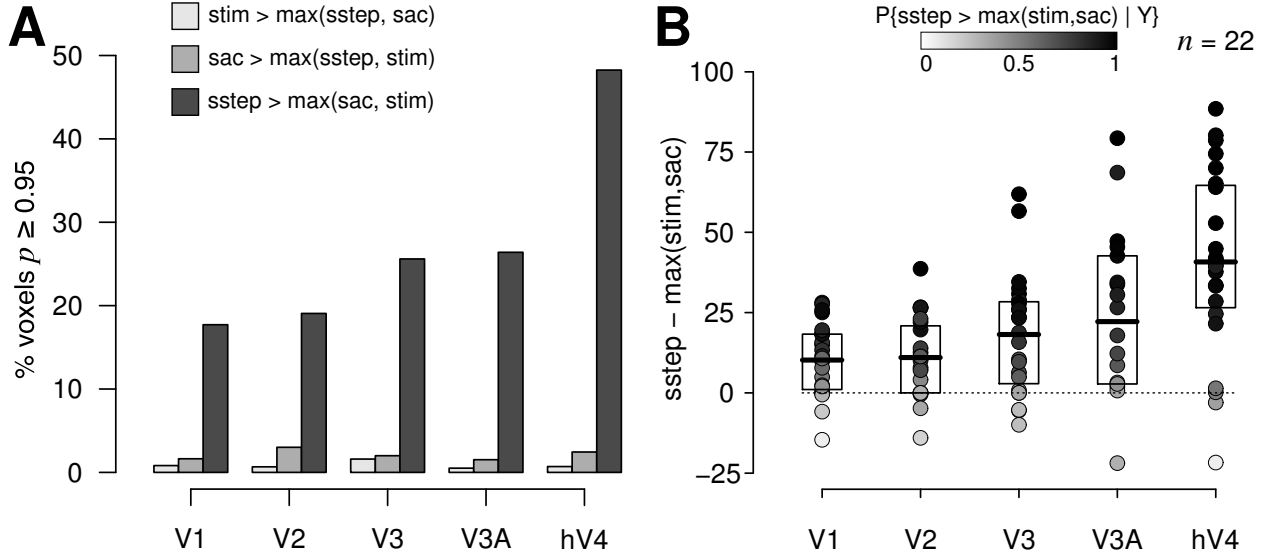 A
stim > max(sstep, sac)
sac > max(sstep, stim)
sstep > max(sac, stim)
% voxels p ≥ 0.95
50
40
30
20
10
0
V1 V2 V3 V3A hV4
B
P{sstep > max(stim,sac) | Y}
0 0.5 1
n = 22
sstep − max(stim,sac)
100
75
50
25
0
−25
V1 V2 V3 V3A hV4